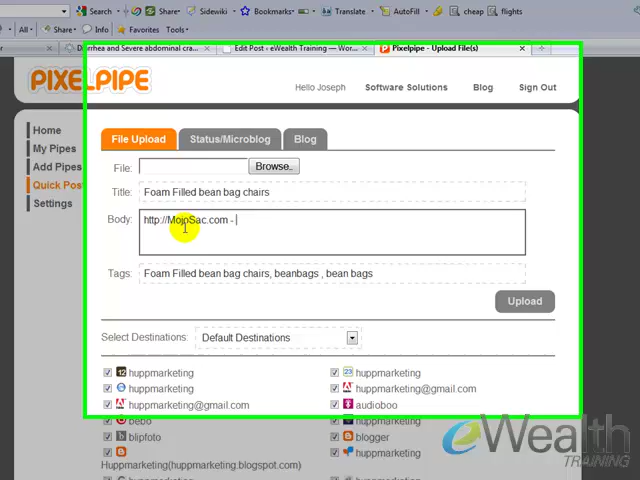 Search Share Sidewiki Bookmarks Translate AutoFill cheap flights
All Share Info Favorites Tools
Diarrhea and Severe abdominal cra... Edit Post ‹ eWealth Training — Wor... Pixelpipe - Upload File(s)
PIXELPIPE
Hello Joseph Software Solutions Blog Sign Out
Home
My Pipes
Add Pipes
Quick Post
Settings
File Upload Status/Microblog Blog
File: Browse..
Title: Foam Filled bean bag chairs
Body: http://MojoSac.com -
Tags: Foam Filled bean bag chairs, beanbags , bean bags
Upload
Select Destinations: Default Destinations
12 huppmarketing 23 huppmarketing
huppmarketing huppmarketing@gmail.com
huppmarketing@gmail.com audioboo
bebo huppmarketing
blipfoto blogger
Huppmarketing(huppmarketing.blogspot.com) huppmarketing
eWealth
TRAINING